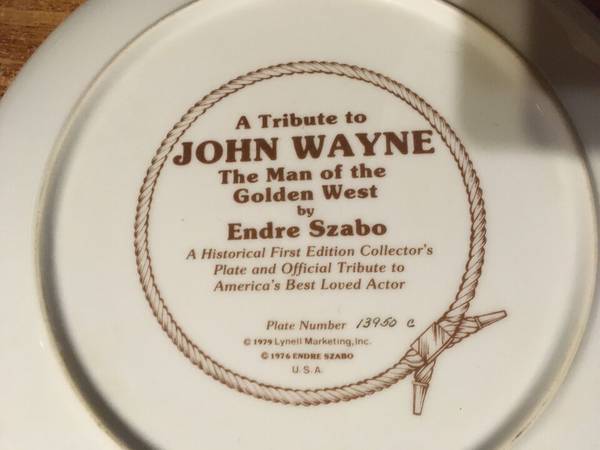 A Tribute to
JOHN WAYNE
The Man of the
Golden West
by
Endre Szabo
A Historical First Edition Collector's
Plate and Official Tribute to
America's Best Loved Actor
Plate Number 13950 C
© 1979 Lynell Marketing, Inc.
© 1976 ENDRE SZABO
U.S.A.